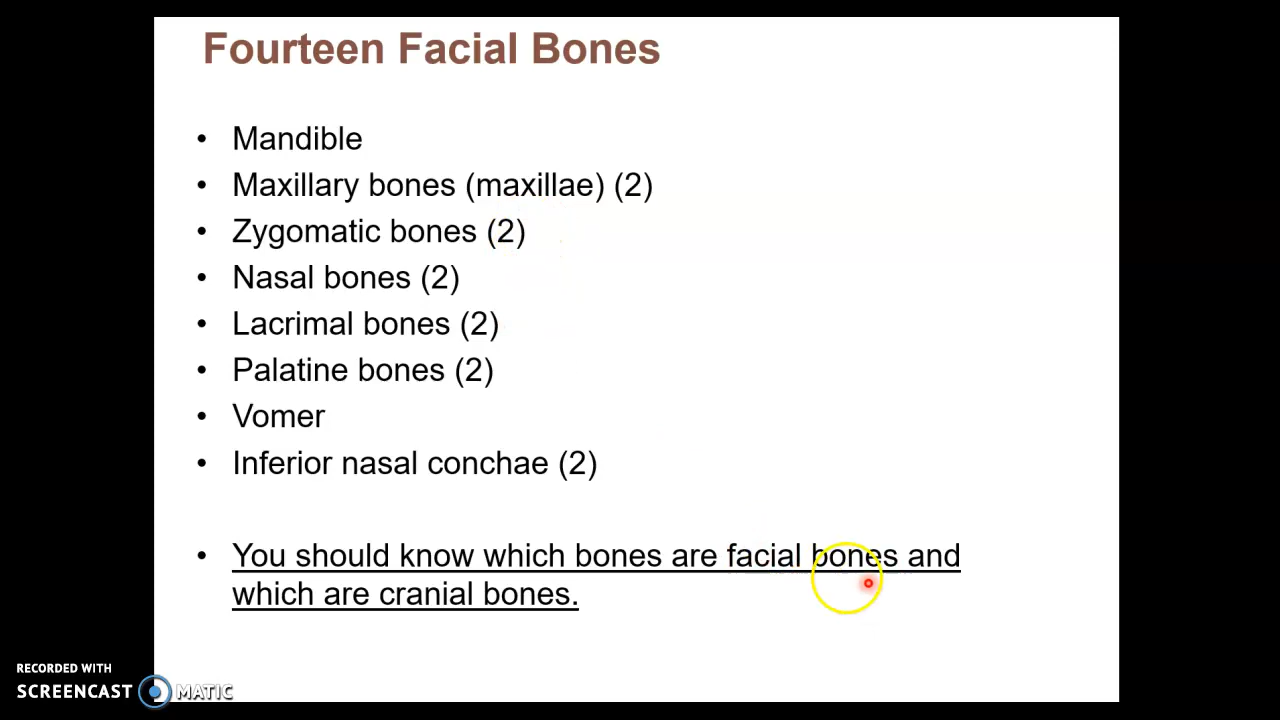 Fourteen Facial Bones
• Mandible
• Maxillary bones (maxillae) (2)
• Zygomatic bones (2)
• Nasal bones (2)
• Lacrimal bones (2)
• Palatine bones (2)
• Vomer
• Inferior nasal conchae (2)
• You should know which bones are facial bones and
which are cranial bones.
RECORDED WITH
SCREENCAST MATIC